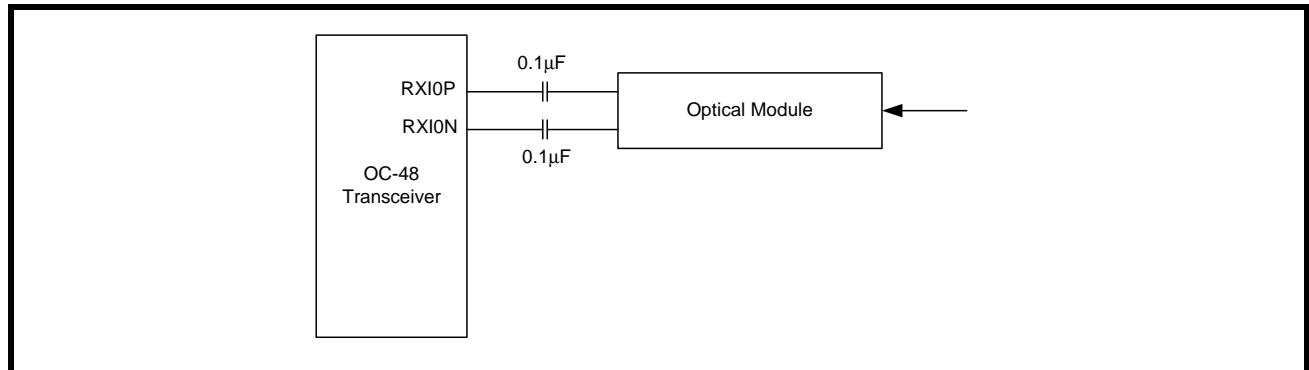 0.1μF
RXI0P
Optical Module
RXI0N
0.1μF
OC-48
Transceiver